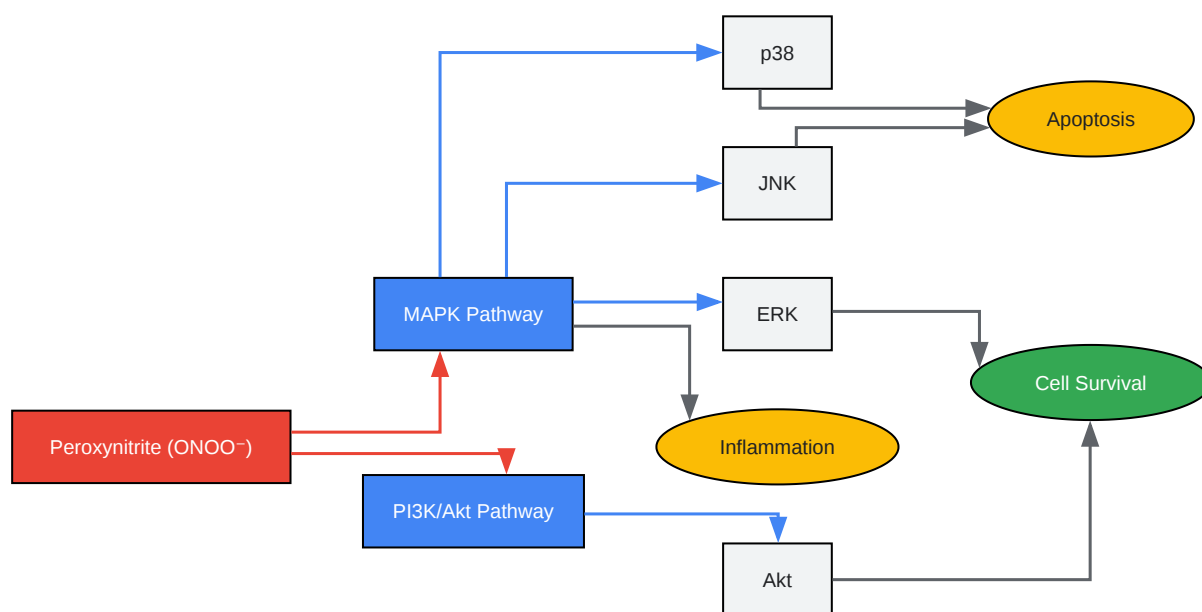 p38
Apoptosis
JNK
MAPK Pathway
ERK
Cell Survival
Peroxynitrite (ONOO⁻)
Inflammation
PI3K/Akt Pathway
Akt